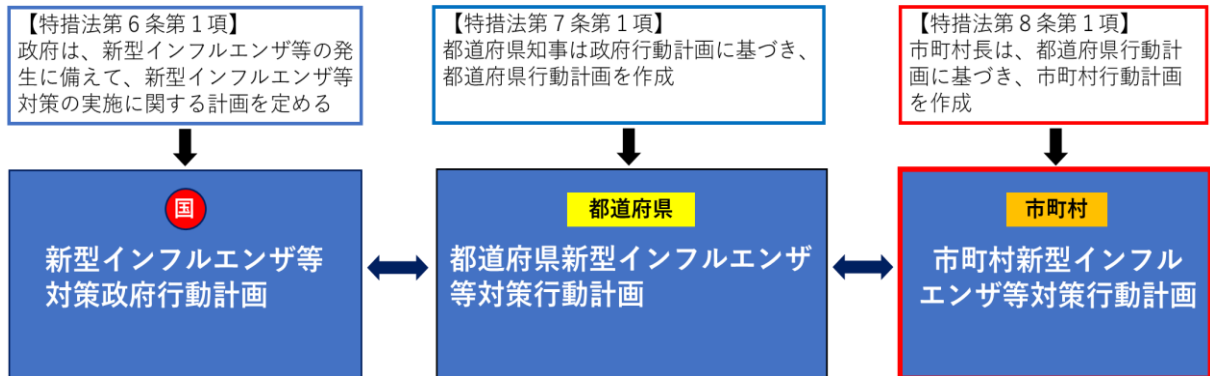 【特措法第６条第１項】
政府は、新型インフルエンザ等の発
生に備えて、新型インフルエンザ等
対策の実施に関する計画を定める
【特措法第７条第１項】
都道府県知事は政府行動計画に基づき、
都道府県行動計画を作成
【特措法第８条第１項】
市町村長は、都道府県行動計
画に基づき、市町村行動計画
を作成
国
新型インフルエンザ等
対策政府行動計画
都道府県
都道府県新型インフルエンザ
等対策行動計画
市町村
市町村新型インフル
エンザ等対策行動計画